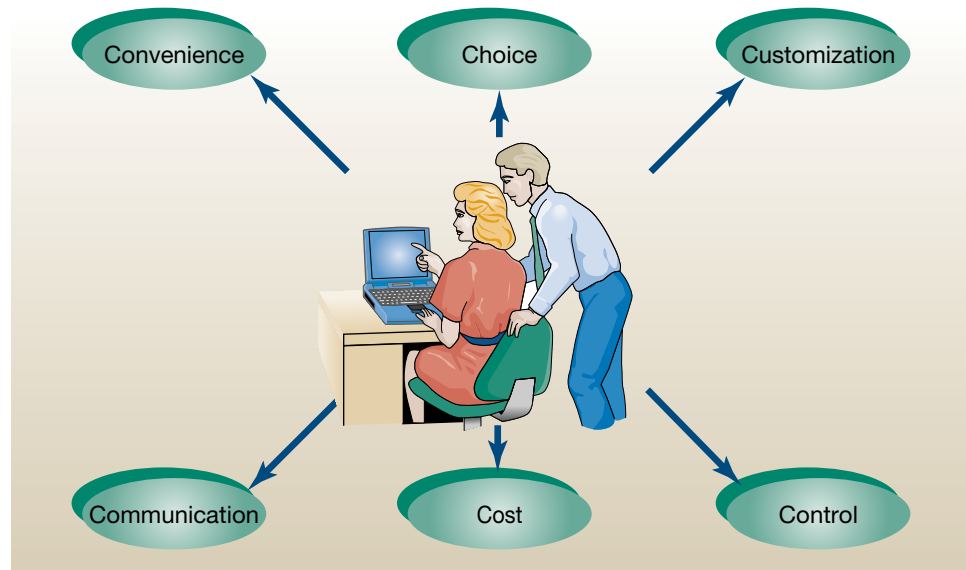 Convenience
Choice
Customization
Communication
Cost
Control